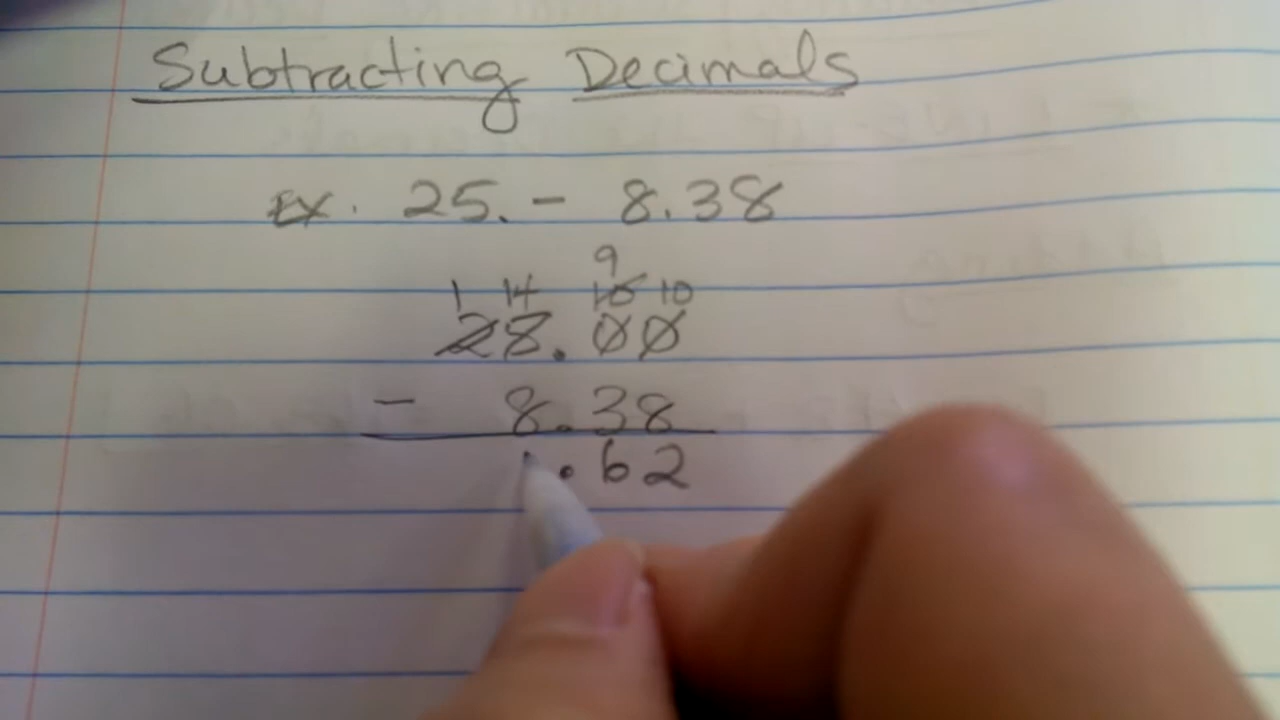 Subtracting Decimals
Ex. 25. - 8.38
9
1 14 10 10
25.00
- 8.38
.62